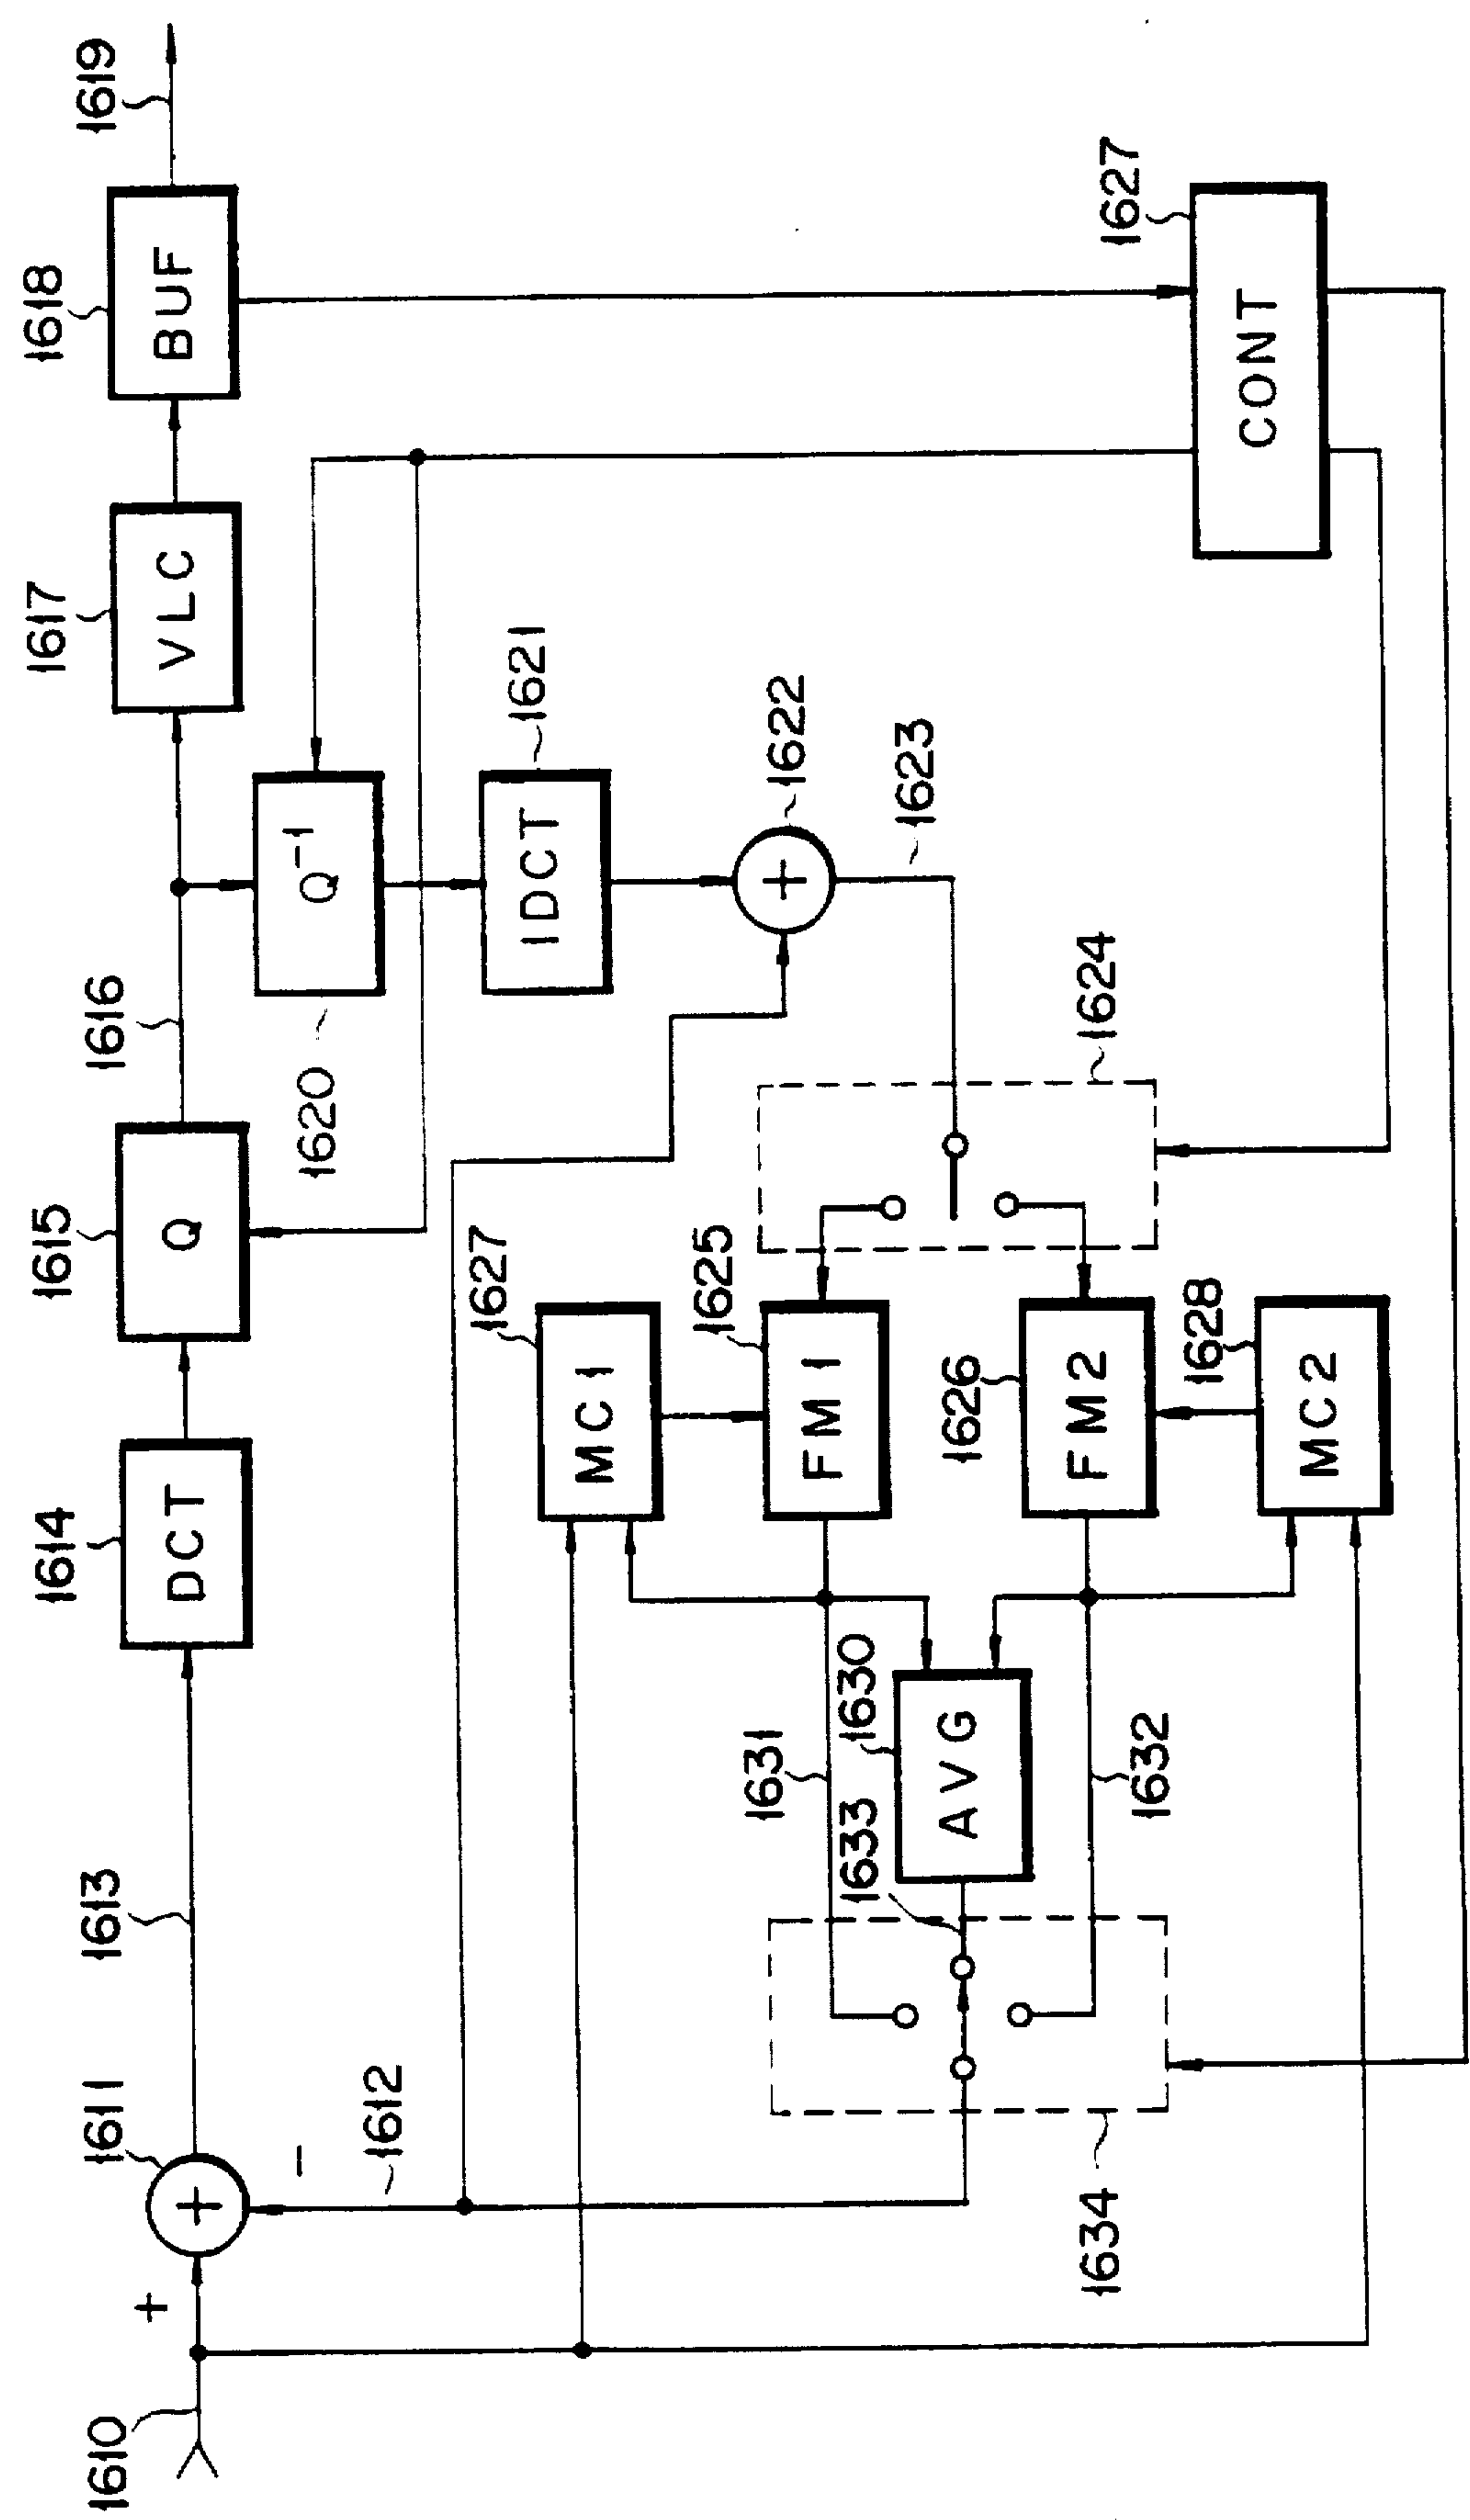 1610
+
1611
+
−
1612
1613
1614
DCT
1615
Q
1616
1617
VLC
1618
BUF
1619
1620
Q⁻¹
1621
IDCT
1622
+
1623
1624
1627
MC1
1625
FM1
1626
FM2
1628
MC2
1631
1630
AVG
1633
1632
1634
1627
CONT